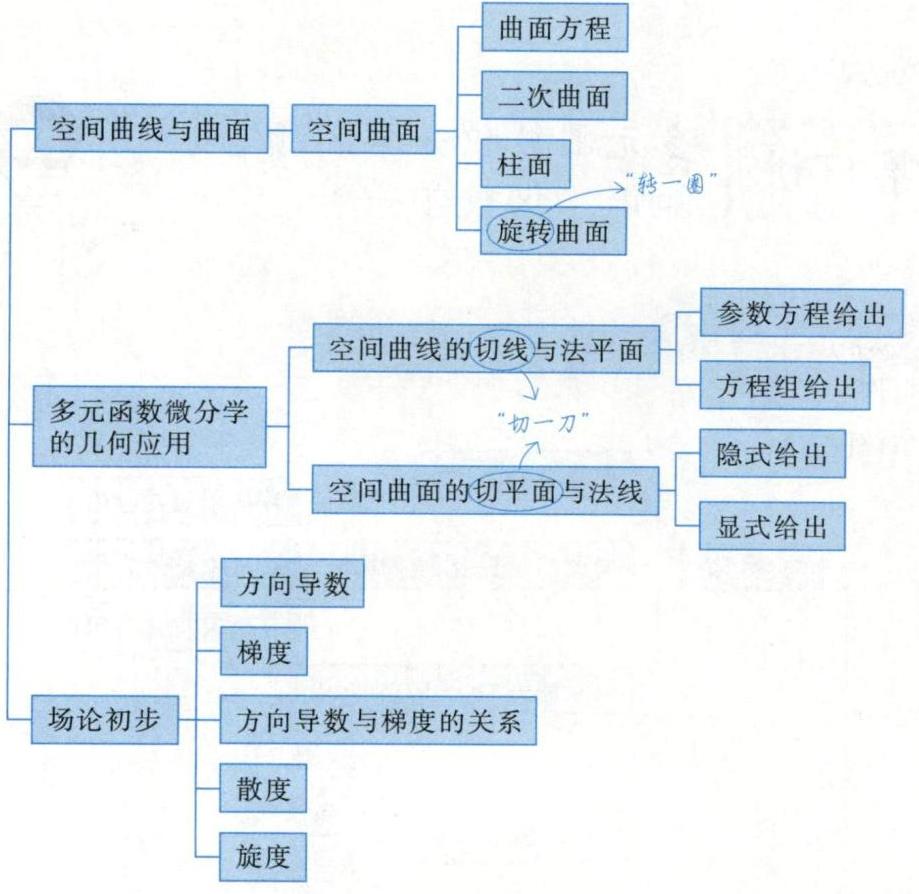 曲面方程
二次曲面
空间曲线与曲面
空间曲面
柱面
“转一圈”
旋转曲面
参数方程给出
空间曲线的切线与法平面
方程组给出
多元函数微分学
的几何应用
“切一刀”
隐式给出
空间曲面的切平面与法线
显式给出
方向导数
梯度
场论初步
方向导数与梯度的关系
散度
旋度